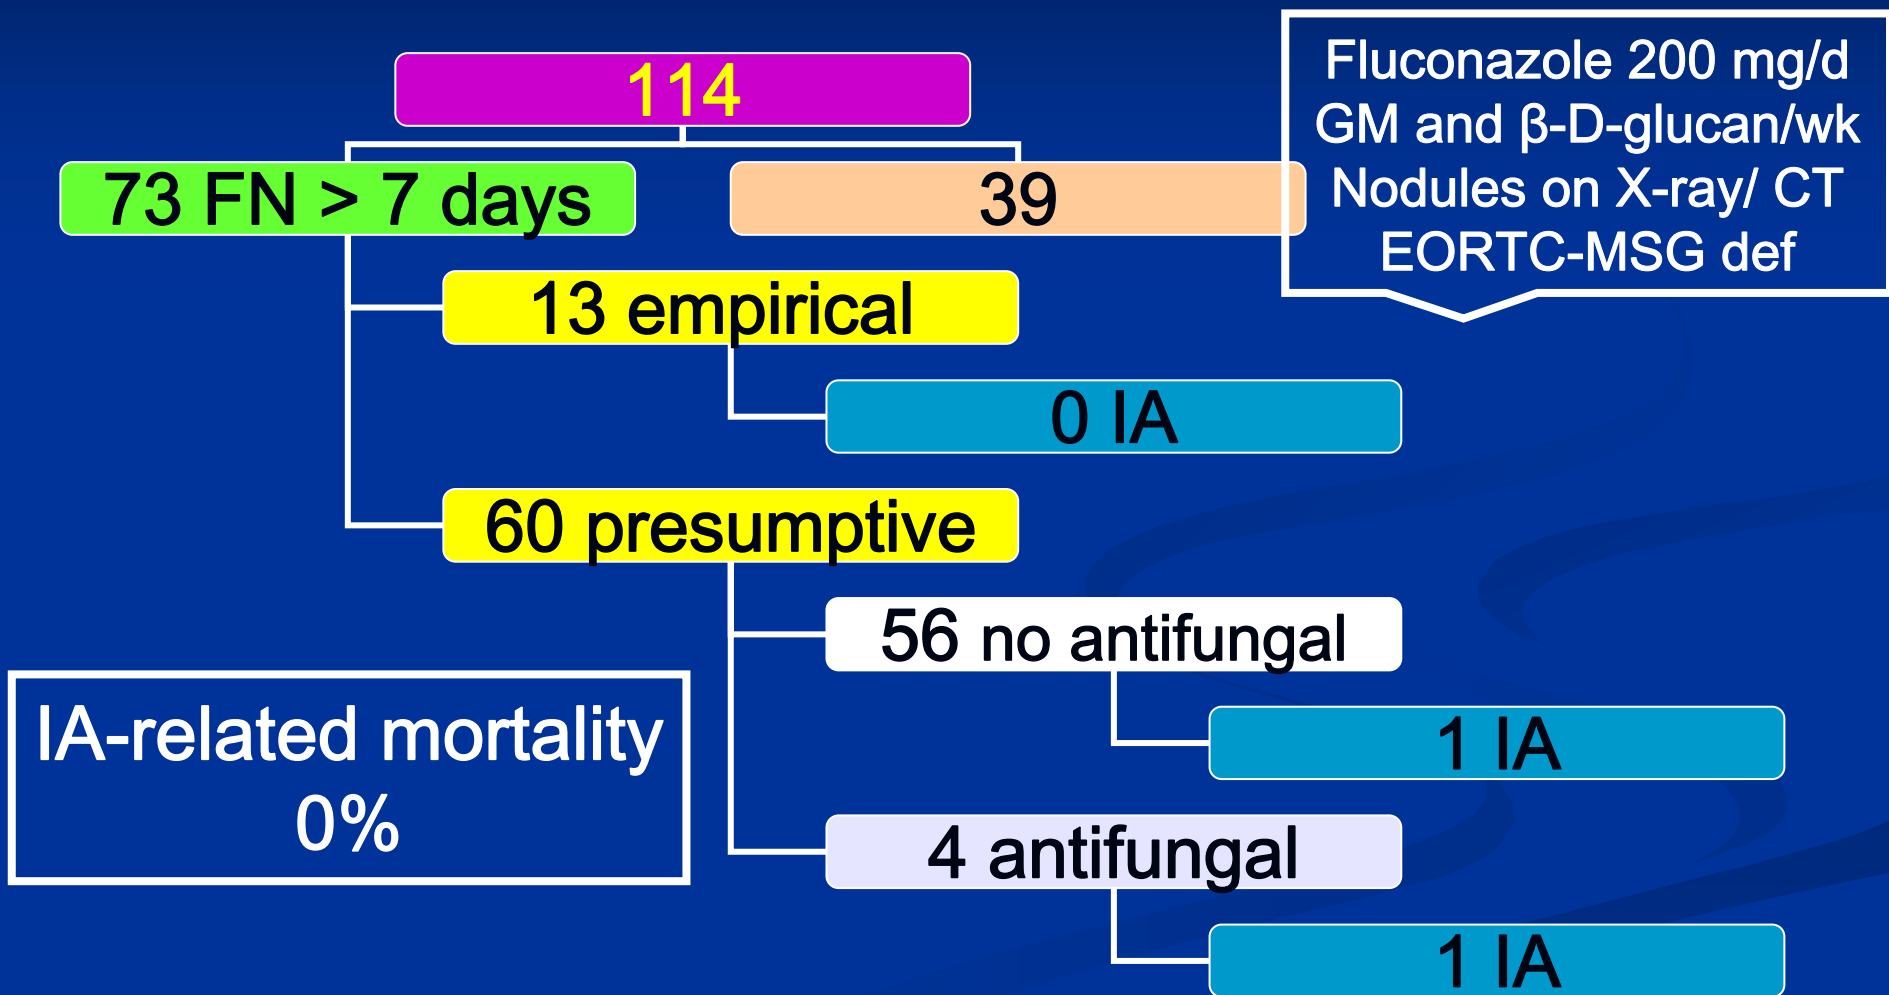 114
Fluconazole 200 mg/d
GM and β-D-glucan/wk
Nodules on X-ray/ CT
EORTC-MSG def
73 FN > 7 days
39
13 empirical
0 IA
60 presumptive
56 no antifungal
1 IA
4 antifungal
1 IA
IA-related mortality
0%